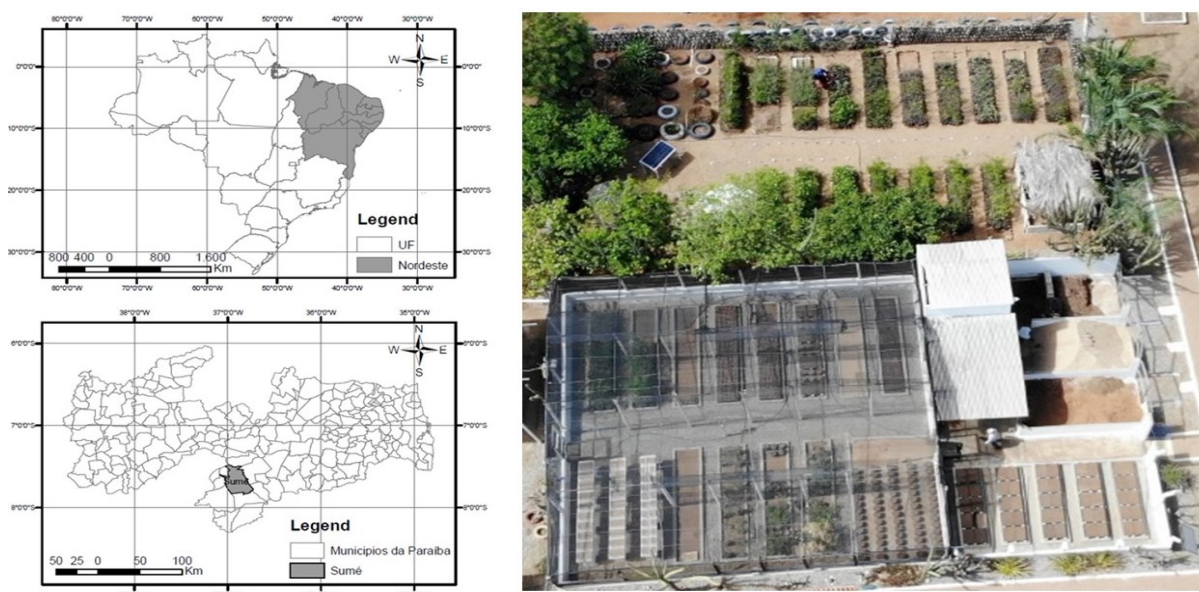 80°0'0"W 70°0'0"W 60°0'0"W 50°0'0"W 40°0'0"W 30°0'0"W
N
W E
S
0°0'0" 0°0'0"
10°0'0"S 10°0'0"S
20°0'0"S 20°0'0"S
Legend
UF
Nordeste
30°0'0"S 30°0'0"S
800 400 0 800 1,600
Km
80°0'0"W 70°0'0"W 60°0'0"W 50°0'0"W 40°0'0"W 30°0'0"W
38°0'0"W 37°0'0"W 36°0'0"W 35°0'0"W
N
W E
S
6°0'0"S 6°0'0"S
7°0'0"S 7°0'0"S
Sumé
8°0'0"S 8°0'0"S
Legend
Municipios da Paraíba
Sumé
50 25 0 50 100
Km